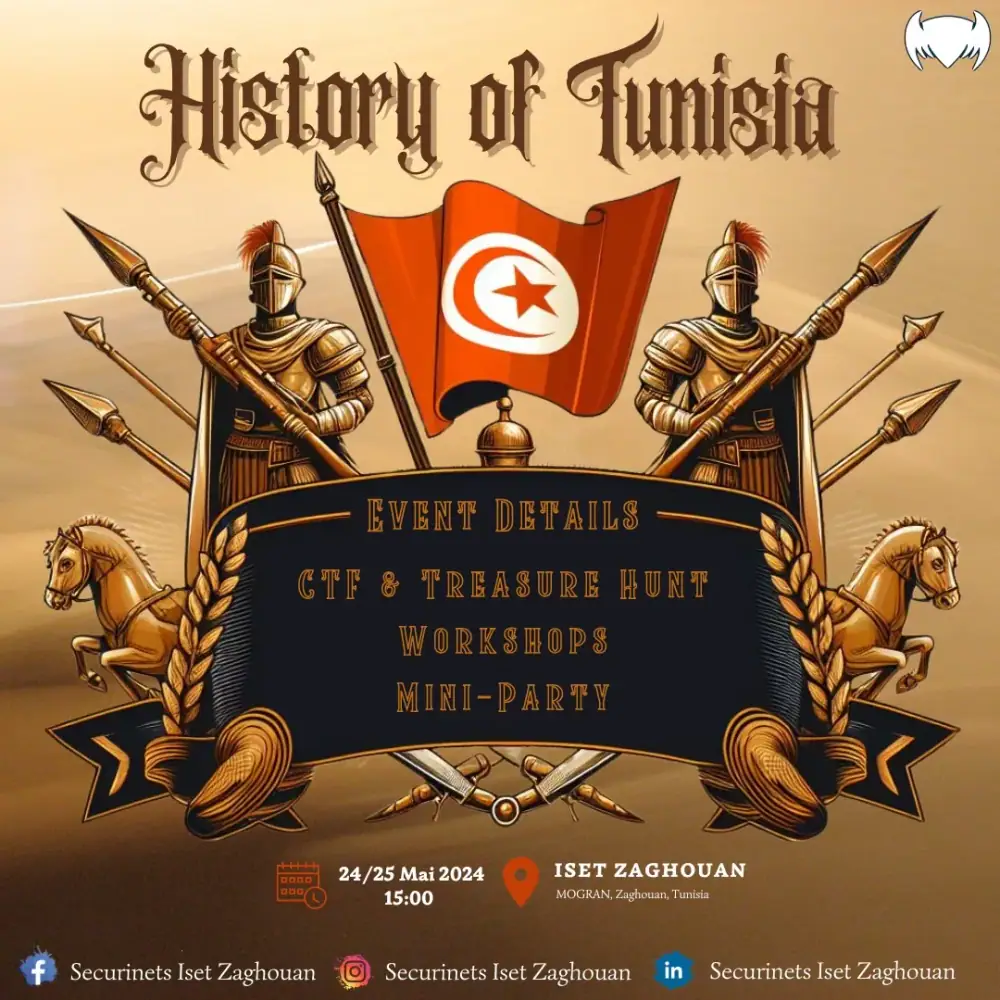 History of Tunisia
Event Details
CTF & Treasure Hunt
Workshops
Mini-Party
24/25 Mai 2024
15:00
ISET ZAGHOUAN
MOGRAN, Zaghouan, Tunisia
Securinets Iset Zaghouan
Securinets Iset Zaghouan
in
Securinets Iset Zaghouan